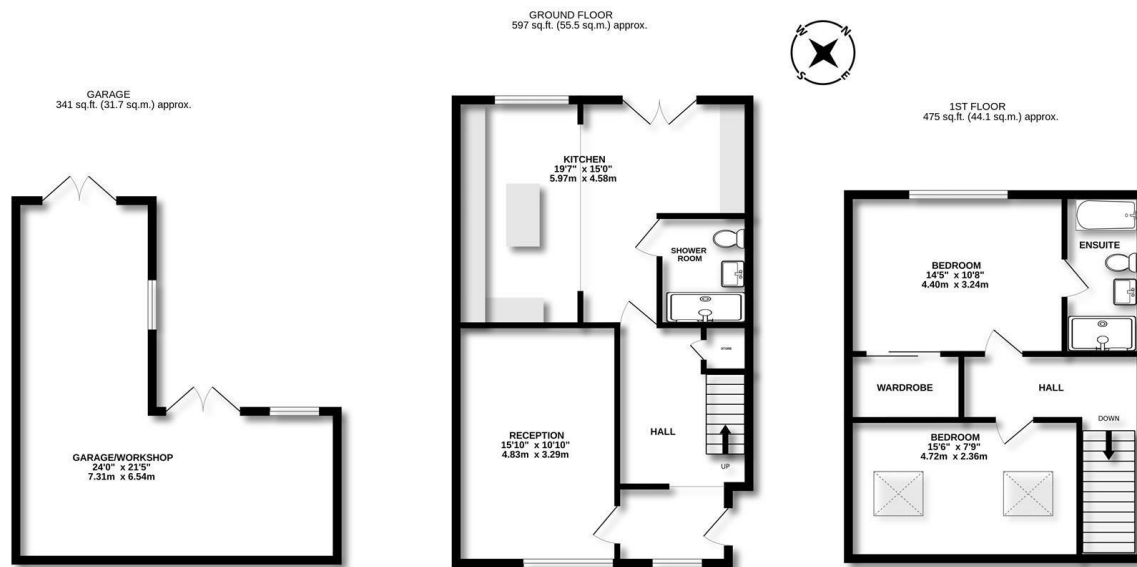 GROUND FLOOR
597 sq.ft. (55.5 sq.m.) approx.
N
W
E
S
GARAGE
341 sq.ft. (31.7 sq.m.) approx.
1ST FLOOR
475 sq.ft. (44.1 sq.m.) approx.
KITCHEN
19'7" x 15'0"
5.97m x 4.58m
SHOWER
ROOM
STORE
RECEPTION
15'10" x 10'10"
4.83m x 3.29m
HALL
UP
GARAGE/WORKSHOP
24'0" x 21'5"
7.31m x 6.54m
ENSUITE
BEDROOM
14'5" x 10'8"
4.40m x 3.24m
WARDROBE
HALL
DOWN
BEDROOM
15'6" x 7'9"
4.72m x 2.36m